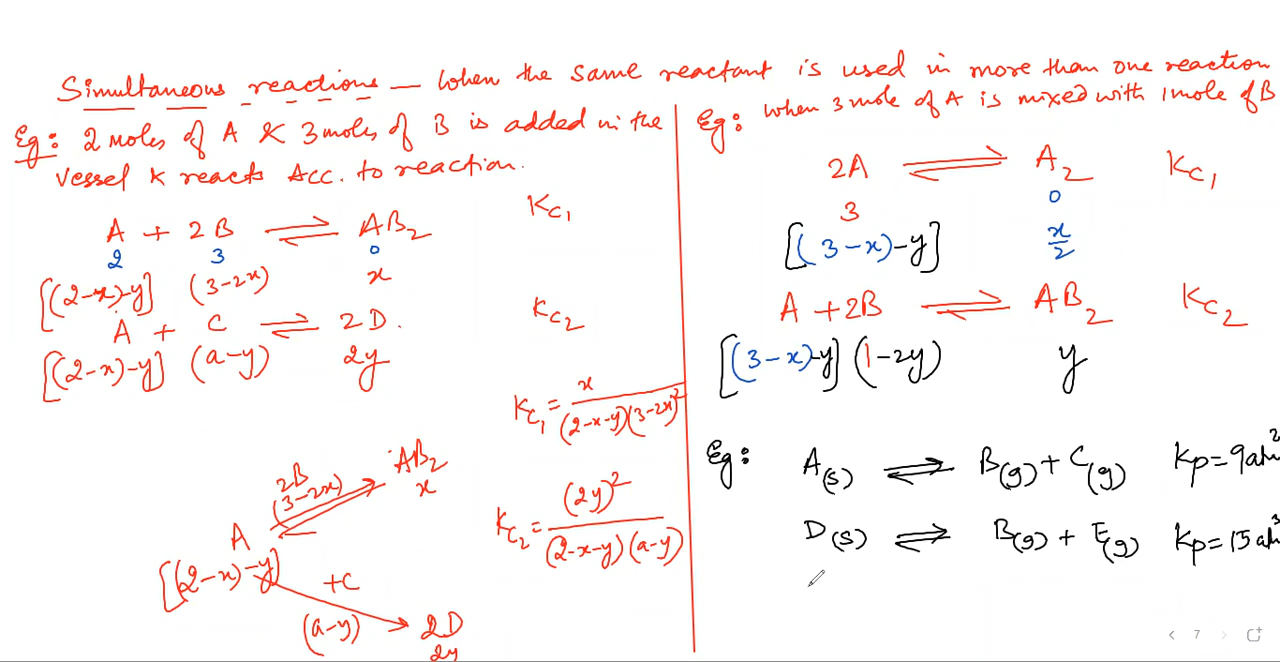 Simultaneous reactions — When the same reactant is used in more than one reaction
Eg: 2 moles of A & 3 moles of B is added in the
vessel & reacts Acc. to reaction.
A + 2B ⇌ AB₂ Kc₁
2 3 0
[(2-x)-y] (3-2x) x
A + C ⇌ 2D. Kc₂
[(2-x)-y] (a-y) 2y
Kc₁ = x / (2-x-y)(3-2x)²
Kc₂ = (2y)² / (2-x-y)(a-y)
2B
(3-2x)
AB₂
x
A
[(2-x)-y]
+C
(a-y)
2D
2y
Eg: when 3 mole of A is mixed with 1 mole of B
2A ⇌ A₂ Kc₁
3 0
[(3-x)-y] x/2
A + 2B ⇌ AB₂ Kc₂
[(3-x)-y] (1-2y) y
Eg: A(s) ⇌ B(g) + C(g) Kp = 9 atm²
D(s) ⇌ B(g) + E(g) Kp = 15 atm³
< 7 >